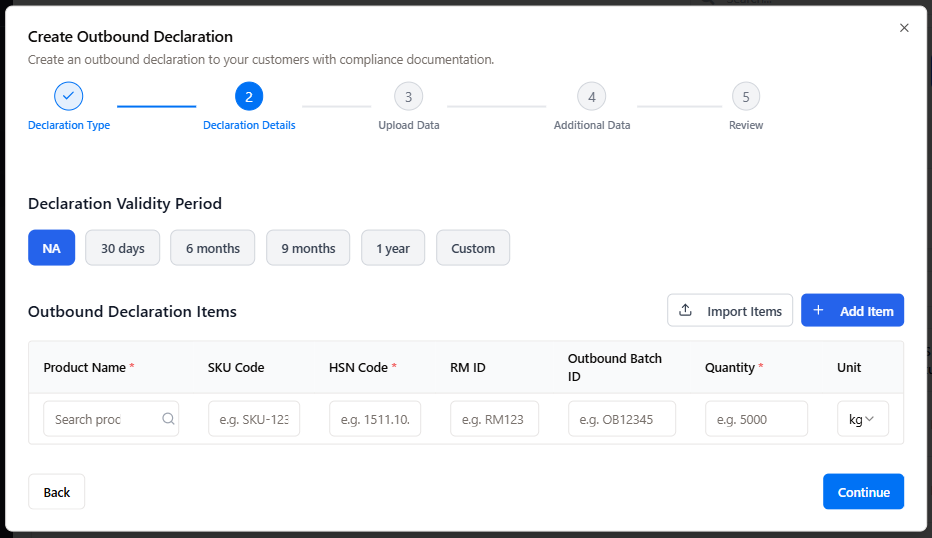 Create Outbound Declaration
Create an outbound declaration to your customers with compliance documentation.
2 3 4 5
Declaration Type Declaration Details Upload Data Additional Data Review
Declaration Validity Period
NA 30 days 6 months 9 months 1 year Custom
Outbound Declaration Items Import Items + Add Item
Product Name * SKU Code HSN Code * RM ID Outbound Batch ID Quantity * Unit
Search proc e.g. SKU-123 e.g. 1511.10. e.g. RM123 e.g. OB12345 e.g. 5000 kg
Back Continue